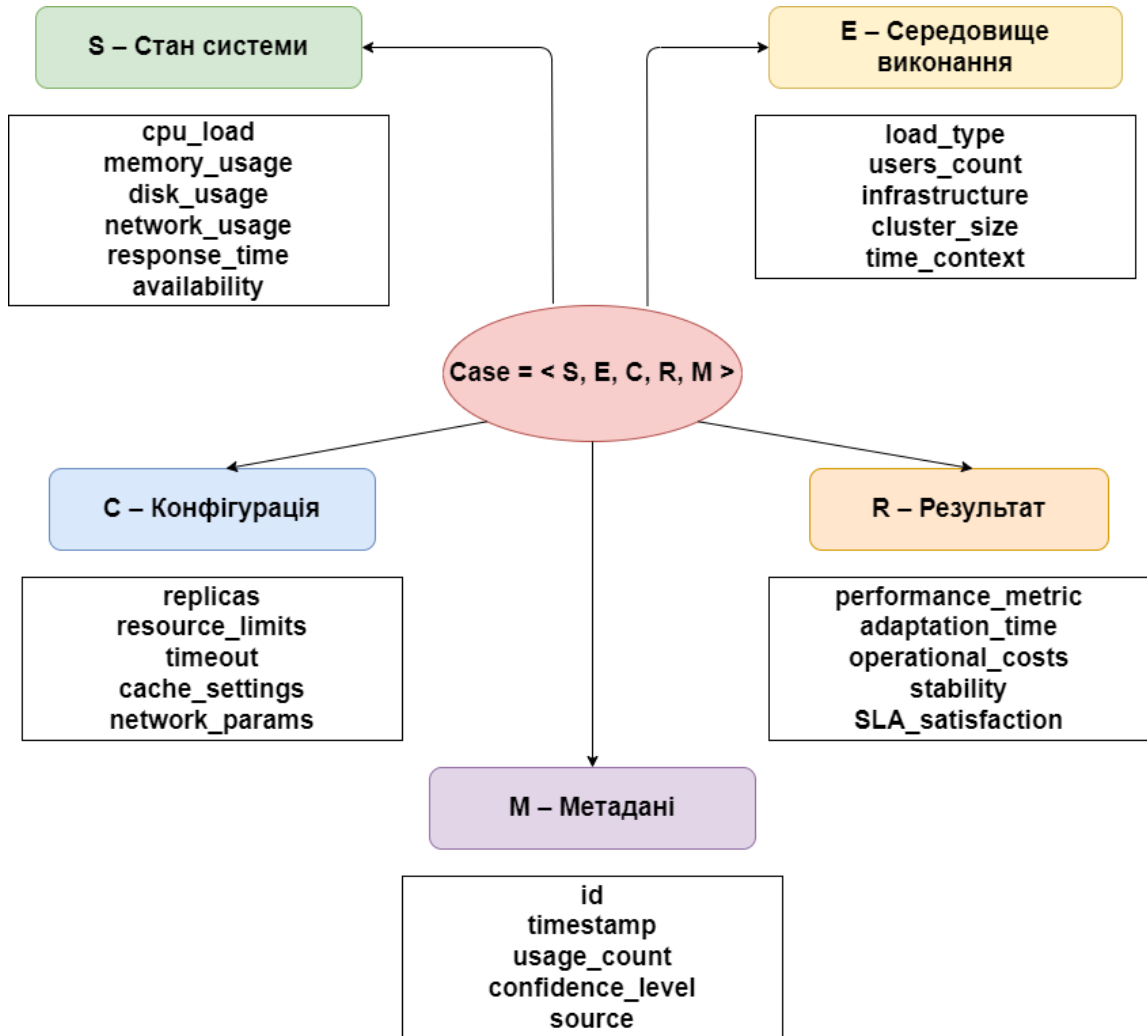 S – Стан системи
cpu_load
memory_usage
disk_usage
network_usage
response_time
availability
E – Середовище
виконання
load_type
users_count
infrastructure
cluster_size
time_context
Case = < S, E, C, R, M >
C – Конфігурація
replicas
resource_limits
timeout
cache_settings
network_params
R – Результат
performance_metric
adaptation_time
operational_costs
stability
SLA_satisfaction
M – Метадані
id
timestamp
usage_count
confidence_level
source